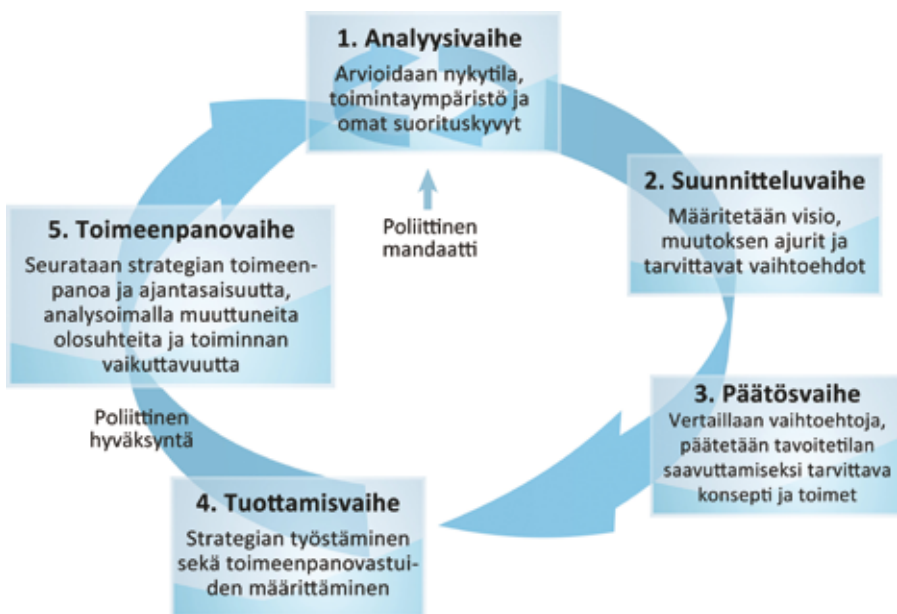 1. Analyysivaihe
Arvioidaan nykytila,
toimintaympäristö ja
omat suorituskyvyt
Poliittinen
mandaatti
2. Suunnitteluvaihe
Määritetään visio,
muutoksen ajurit ja
tarvittavat vaihtoehdot
3. Päätösvaihe
Vertaillaan vaihtoehtoja,
päätetään tavoitetilan
saavuttamiseksi tarvittava
konsepti ja toimet
4. Tuottamisvaihe
Strategian työstäminen
sekä toimeenpanovastui-
den määrittäminen
Poliittinen
hyväksyntä
5. Toimeenpanovaihe
Seurataan strategian toimeen-
panoa ja ajantasaisuutta,
analysoimalla muuttuneita
olosuhteita ja toiminnan
vaikuttavuutta